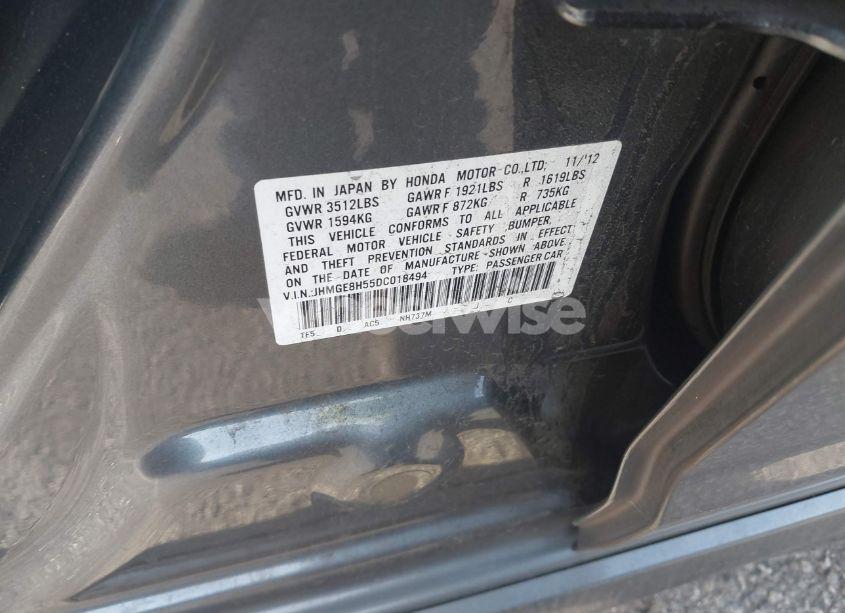 MFD. IN JAPAN BY HONDA MOTOR CO.,LTD; 11/'12
GVWR 3512LBS GAWR F 1921LBS R 1619LBS
GVWR 1594KG GAWR F 872KG R 735KG
THIS VEHICLE CONFORMS TO ALL APPLICABLE
FEDERAL MOTOR VEHICLE SAFETY BUMPER,
AND THEFT PREVENTION STANDARDS IN EFFECT
ON THE DATE OF MANUFACTURE SHOWN ABOVE
V.I.N.:JHMGE8H55DC018494 TYPE: PASSENGER CAR
TF5 D AC5 NH737M J C